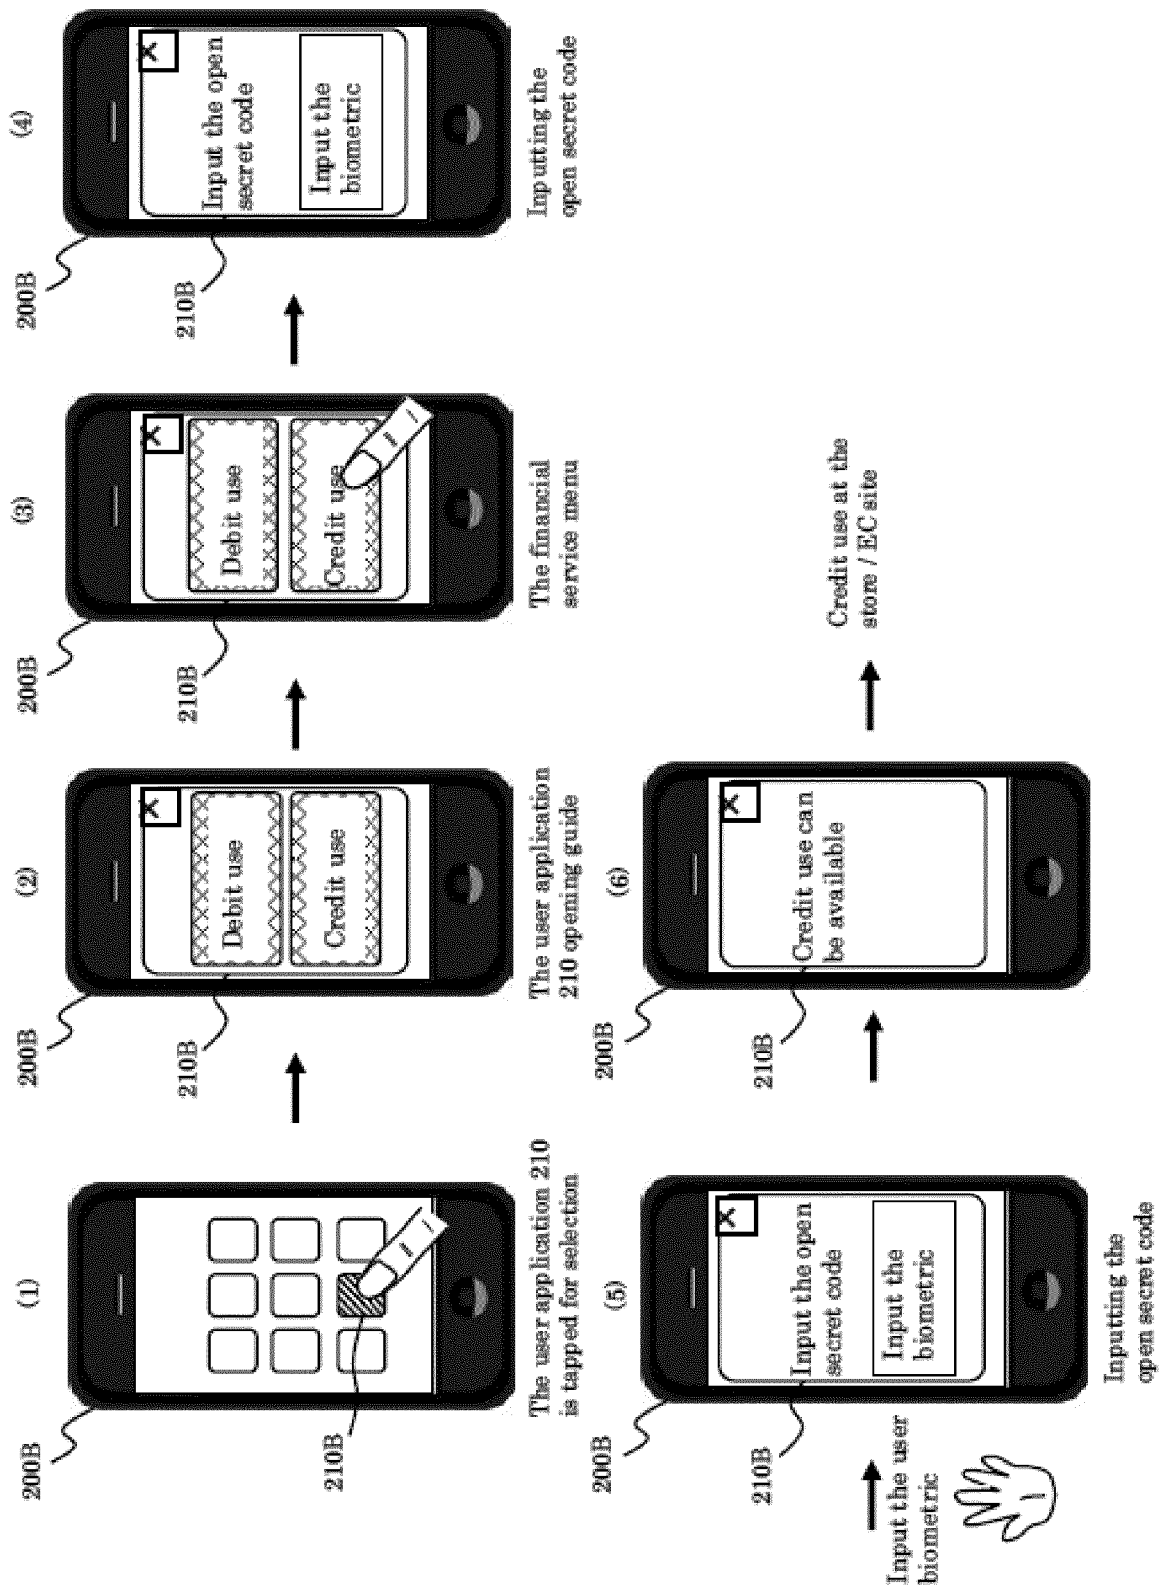 (1)
200B
210B
The user application 210
is tapped for selection
(2)
200B
210B
X
Debit use
Credit use
The user application
210 opening guide
(3)
200B
210B
X
Debit use
Credit use
The financial
service menu
(4)
200B
210B
X
Input the open
secret code
Input the
biometric
Inputting the
open secret code
Input the user
biometric
(5)
200B
210B
X
Input the open
secret code
Input the
biometric
Inputting the
open secret code
(6)
200B
210B
X
Credit use can
be available
Credit use at the
store / EC site